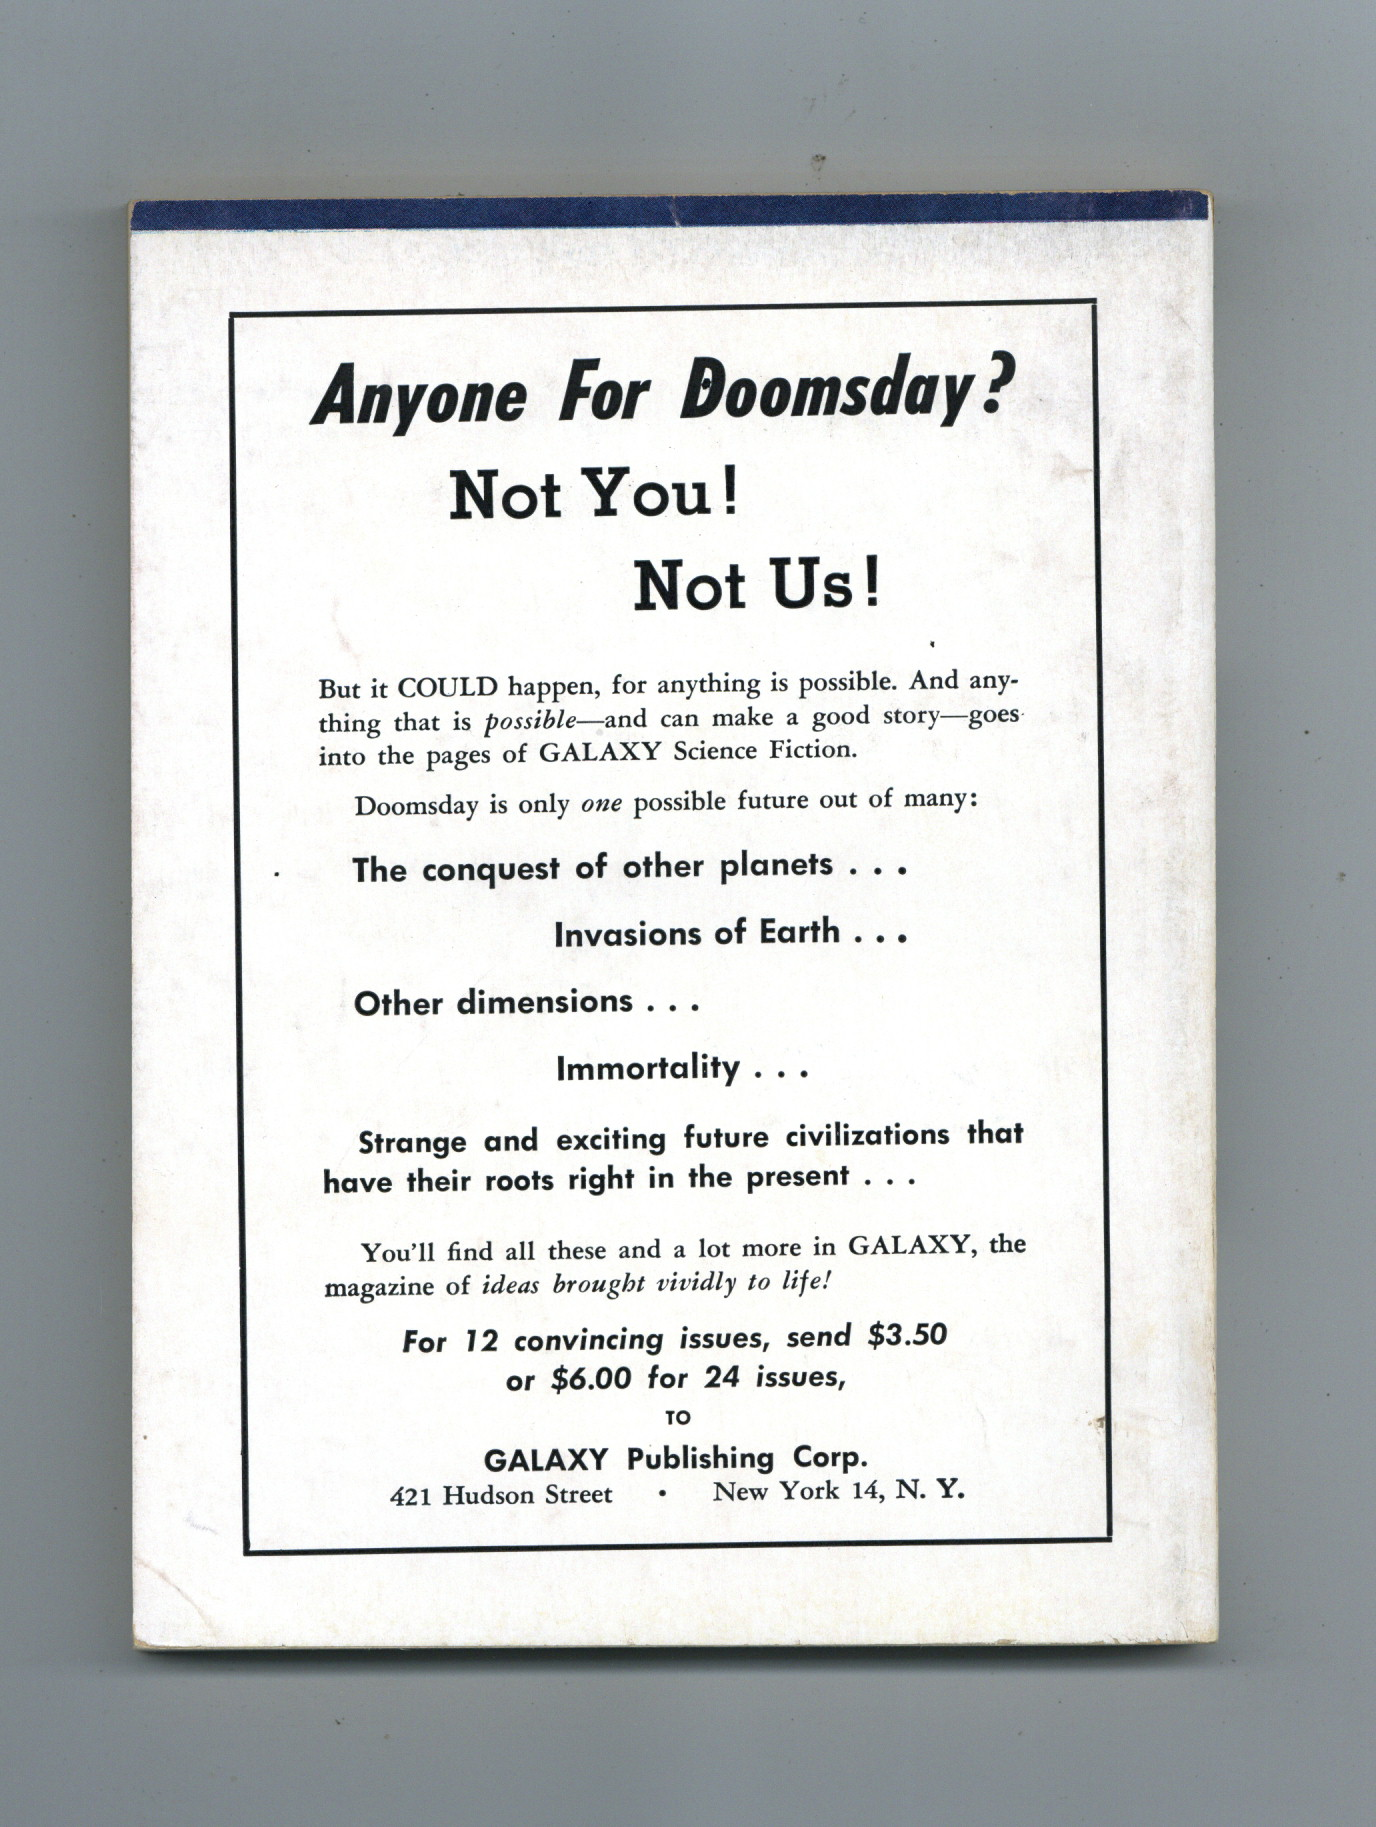 Anyone For Doomsday?
Not You!
Not Us!
But it COULD happen, for anything is possible. And any-
thing that is possible—and can make a good story—goes
into the pages of GALAXY Science Fiction.
Doomsday is only one possible future out of many:
The conquest of other planets . . .
Invasions of Earth . . .
Other dimensions . . .
Immortality . . .
Strange and exciting future civilizations that
have their roots right in the present . . .
You'll find all these and a lot more in GALAXY, the
magazine of ideas brought vividly to life!
For 12 convincing issues, send $3.50
or $6.00 for 24 issues,
TO
GALAXY Publishing Corp.
421 Hudson Street • New York 14, N. Y.